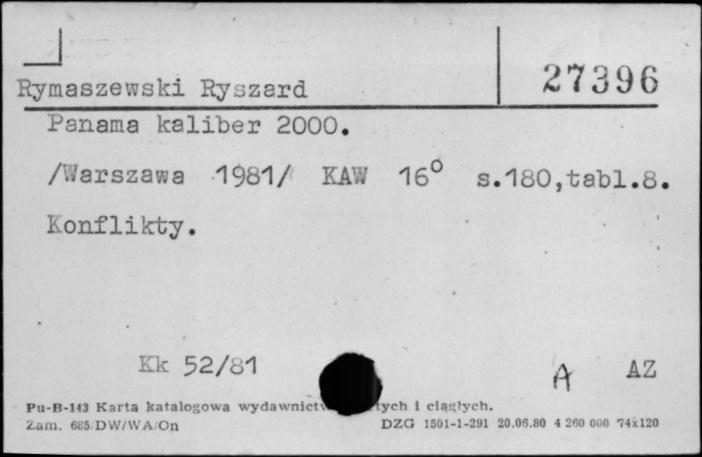 Rymaszewski Ryszard 27396
Panama kaliber 2000.
/Warszawa 1981/ KAW 16° s.180,tabl.8.
Konflikty.
Kk 52/81 A AZ
Pu-B-143 Karta katalogowa i ciągłych.
Zam. 685/DW/WA/On DZG 1501-1-291 20.06.80 4 260 000 74x120